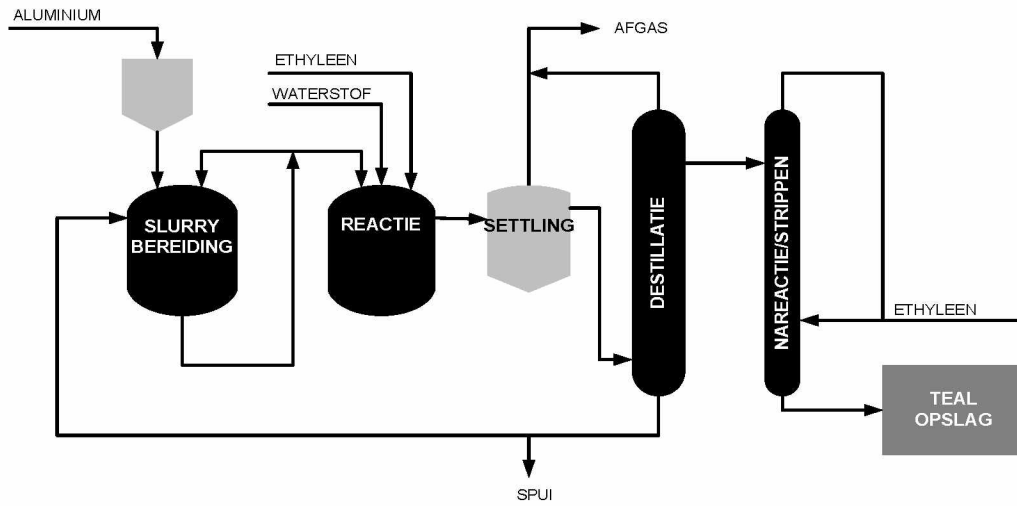 ALUMINIUM
AFGAS
ETHYLEEN
WATERSTOF
SLURRY
BEREIDING
REACTIE
SETTLING
DESTILLATIE
NAREACTIE/STRIPPEN
ETHYLEEN
TEAL
OPSLAG
SPUI